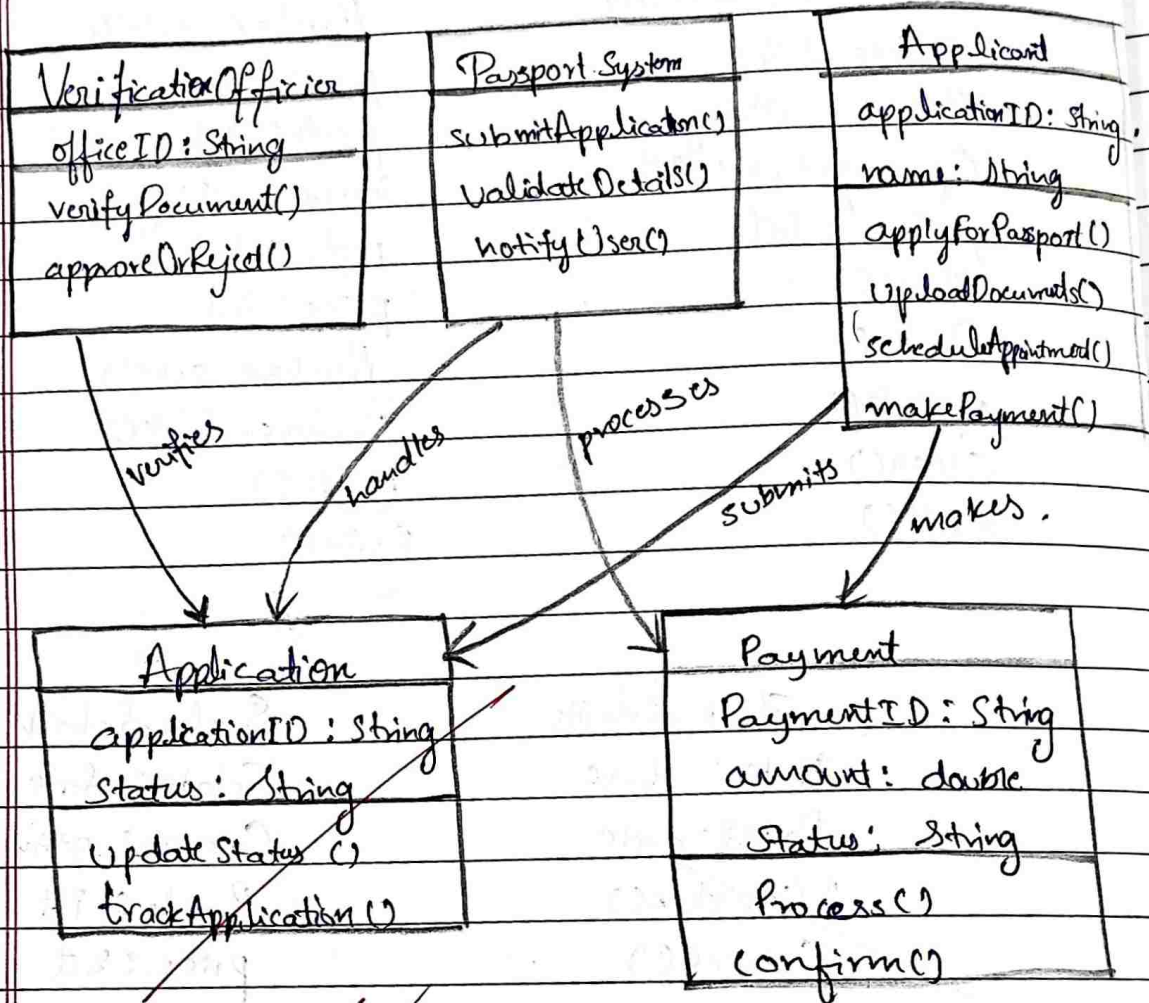 VerificationOfficier
officeID: String
verifyDocument()
approveOrReject()
Passport System
submitApplication()
validateDetails()
notifyUser()
Applicant
applicationID: String.
name: String
applyForPassport()
UploadDocuments()
scheduleAppointment()
makePayment()
verifies
handles
processes
submits
makes.
Application
applicationID : String
Status: String
Update Status ()
trackApplication()
Payment
PaymentID: String
amount: double
Status: String
Process()
Confirm()